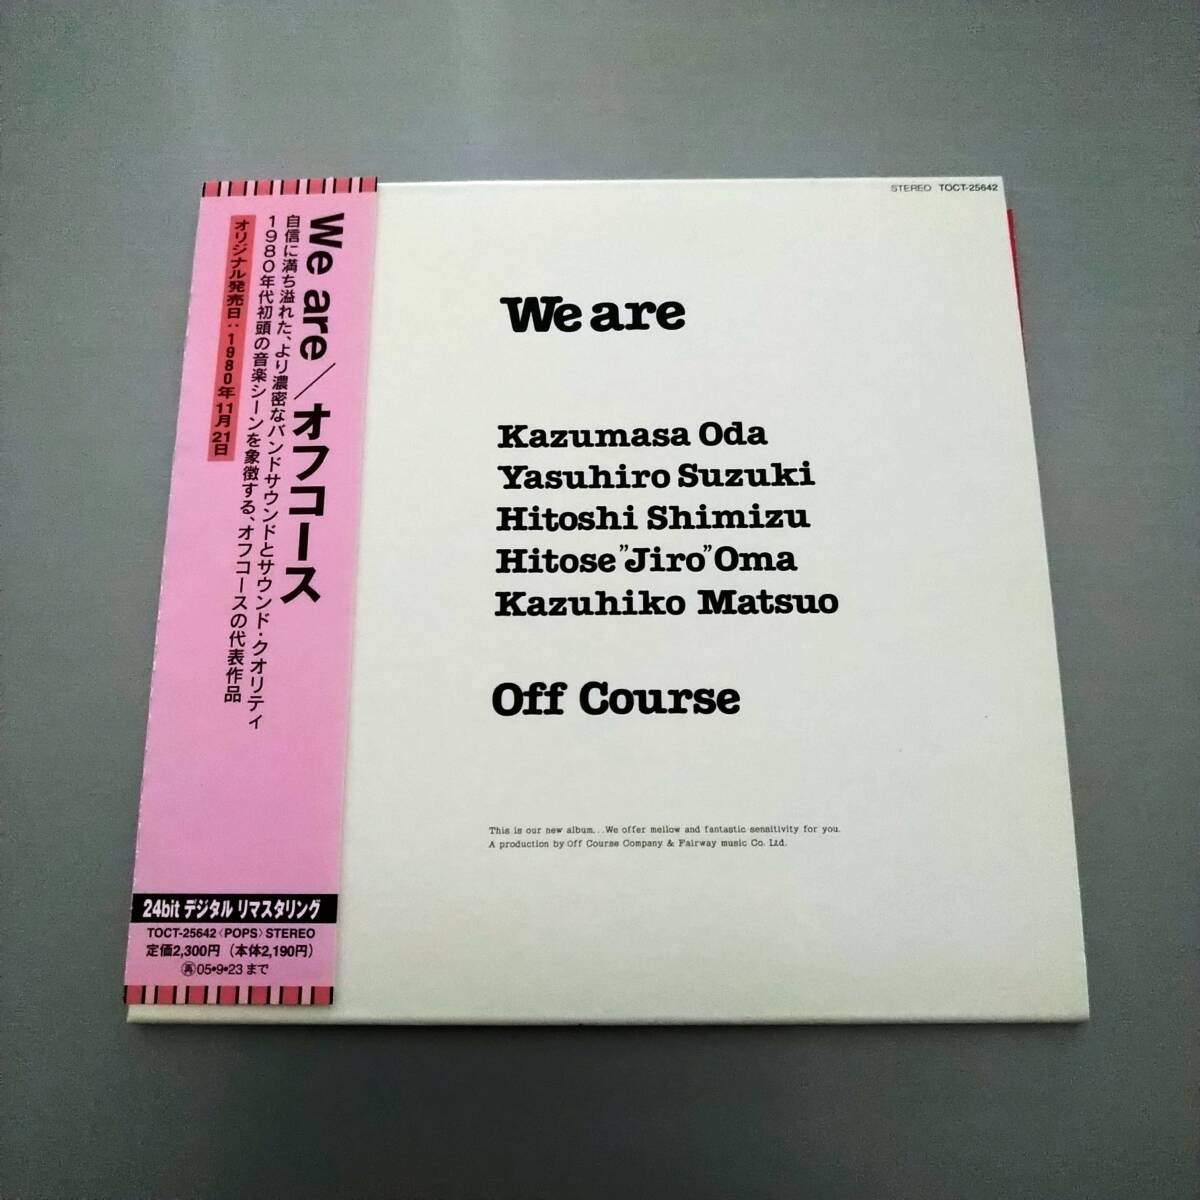 We are／オフコース
自信に満ち溢れた、より濃密なバンドサウンドとサウンド・クオリティ
1980年代初頭の音楽シーンを象徴する、オフコースの代表作品
オリジナル発売日：1980年11月21日
24bit デジタル リマスタリング
TOCT-25642〈POPS〉STEREO
定価2,300円（本体2,190円）
㋐05•9•23まで
STEREO TOCT-25642
We are
Kazumasa Oda
Yasuhiro Suzuki
Hitoshi Shimizu
Hitose "Jiro" Oma
Kazuhiko Matsuo
Off Course
This is our new album...We offer mellow and fantastic sensitivity for you.
A production by Off Course Company & Fairway music Co. Ltd.